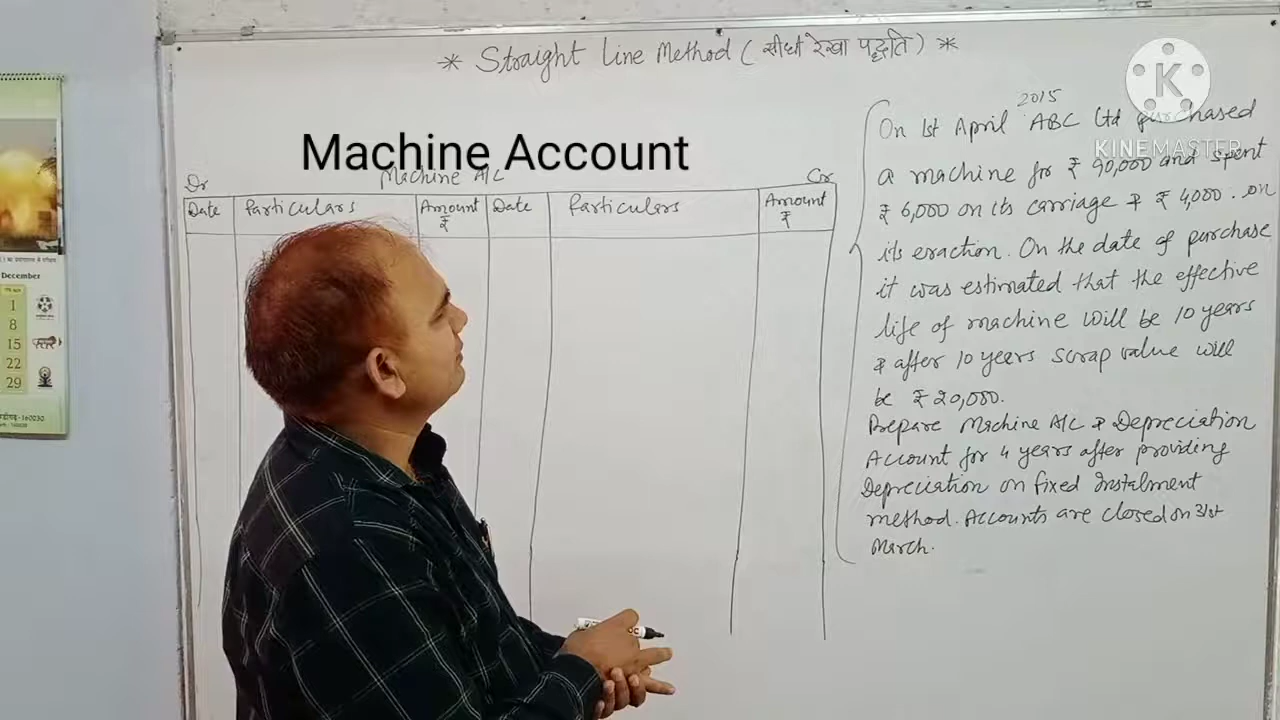 * Straight Line Method (सीधी रेखा पद्धति) *
Machine Account
Machine A/C
Dr
Cr
Date Particulars Amount ₹ Date Particulars Amount ₹
2015
On 1st April ABC Ltd purchased
a machine for ₹ 90,000 and spent
₹ 6,000 on its carriage & ₹ 4,000. on
its eraction. On the date of purchase
it was estimated that the effective
life of machine will be 10 years
& after 10 years scrap value will
be ₹ 20,000.
Prepare Machine A/C & Depreciation
Account for 4 years after providing
Depreciation on fixed Instalment
method. Accounts are closed on 31st
March.
K
KINEMASTER
December
1
8
15
22
29
-160030